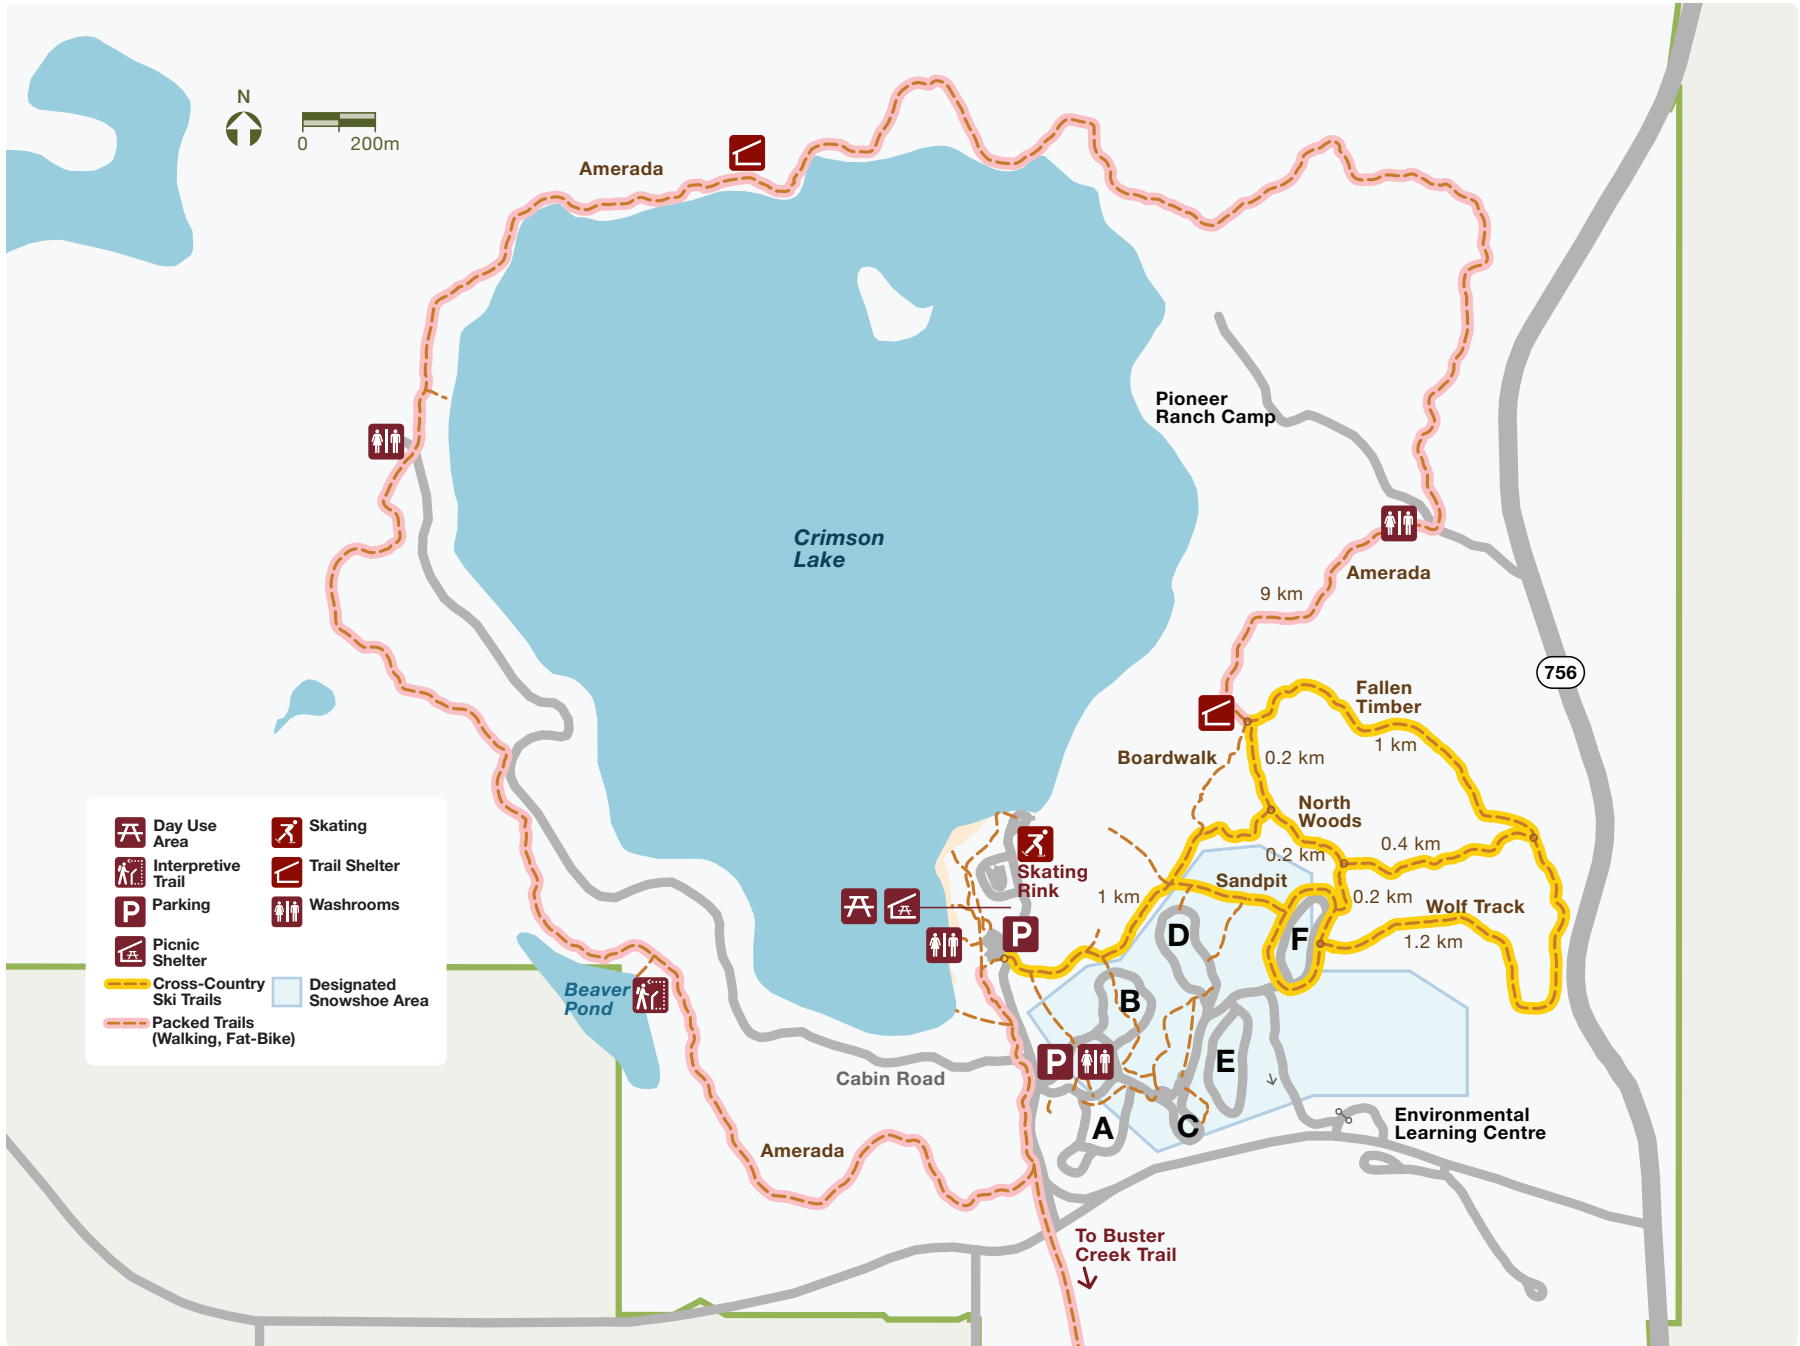 N
0 200m
Amerada
Pioneer
Ranch Camp
Crimson
Lake
Amerada
9 km
756
Fallen
Timber
1 km
Boardwalk
0.2 km
North
Woods
0.2 km
0.4 km
Sandpit
0.2 km
Wolf Track
1.2 km
1 km
Skating
Rink
P
D
F
B
E
P
A
C
Beaver
Pond
Cabin Road
Amerada
Environmental
Learning Centre
To Buster
Creek Trail
Day Use
Area
Interpretive
Trail
P
Parking
Picnic
Shelter
Cross-Country
Ski Trails
Packed Trails
(Walking, Fat-Bike)
Skating
Trail Shelter
Washrooms
Designated
Snowshoe Area